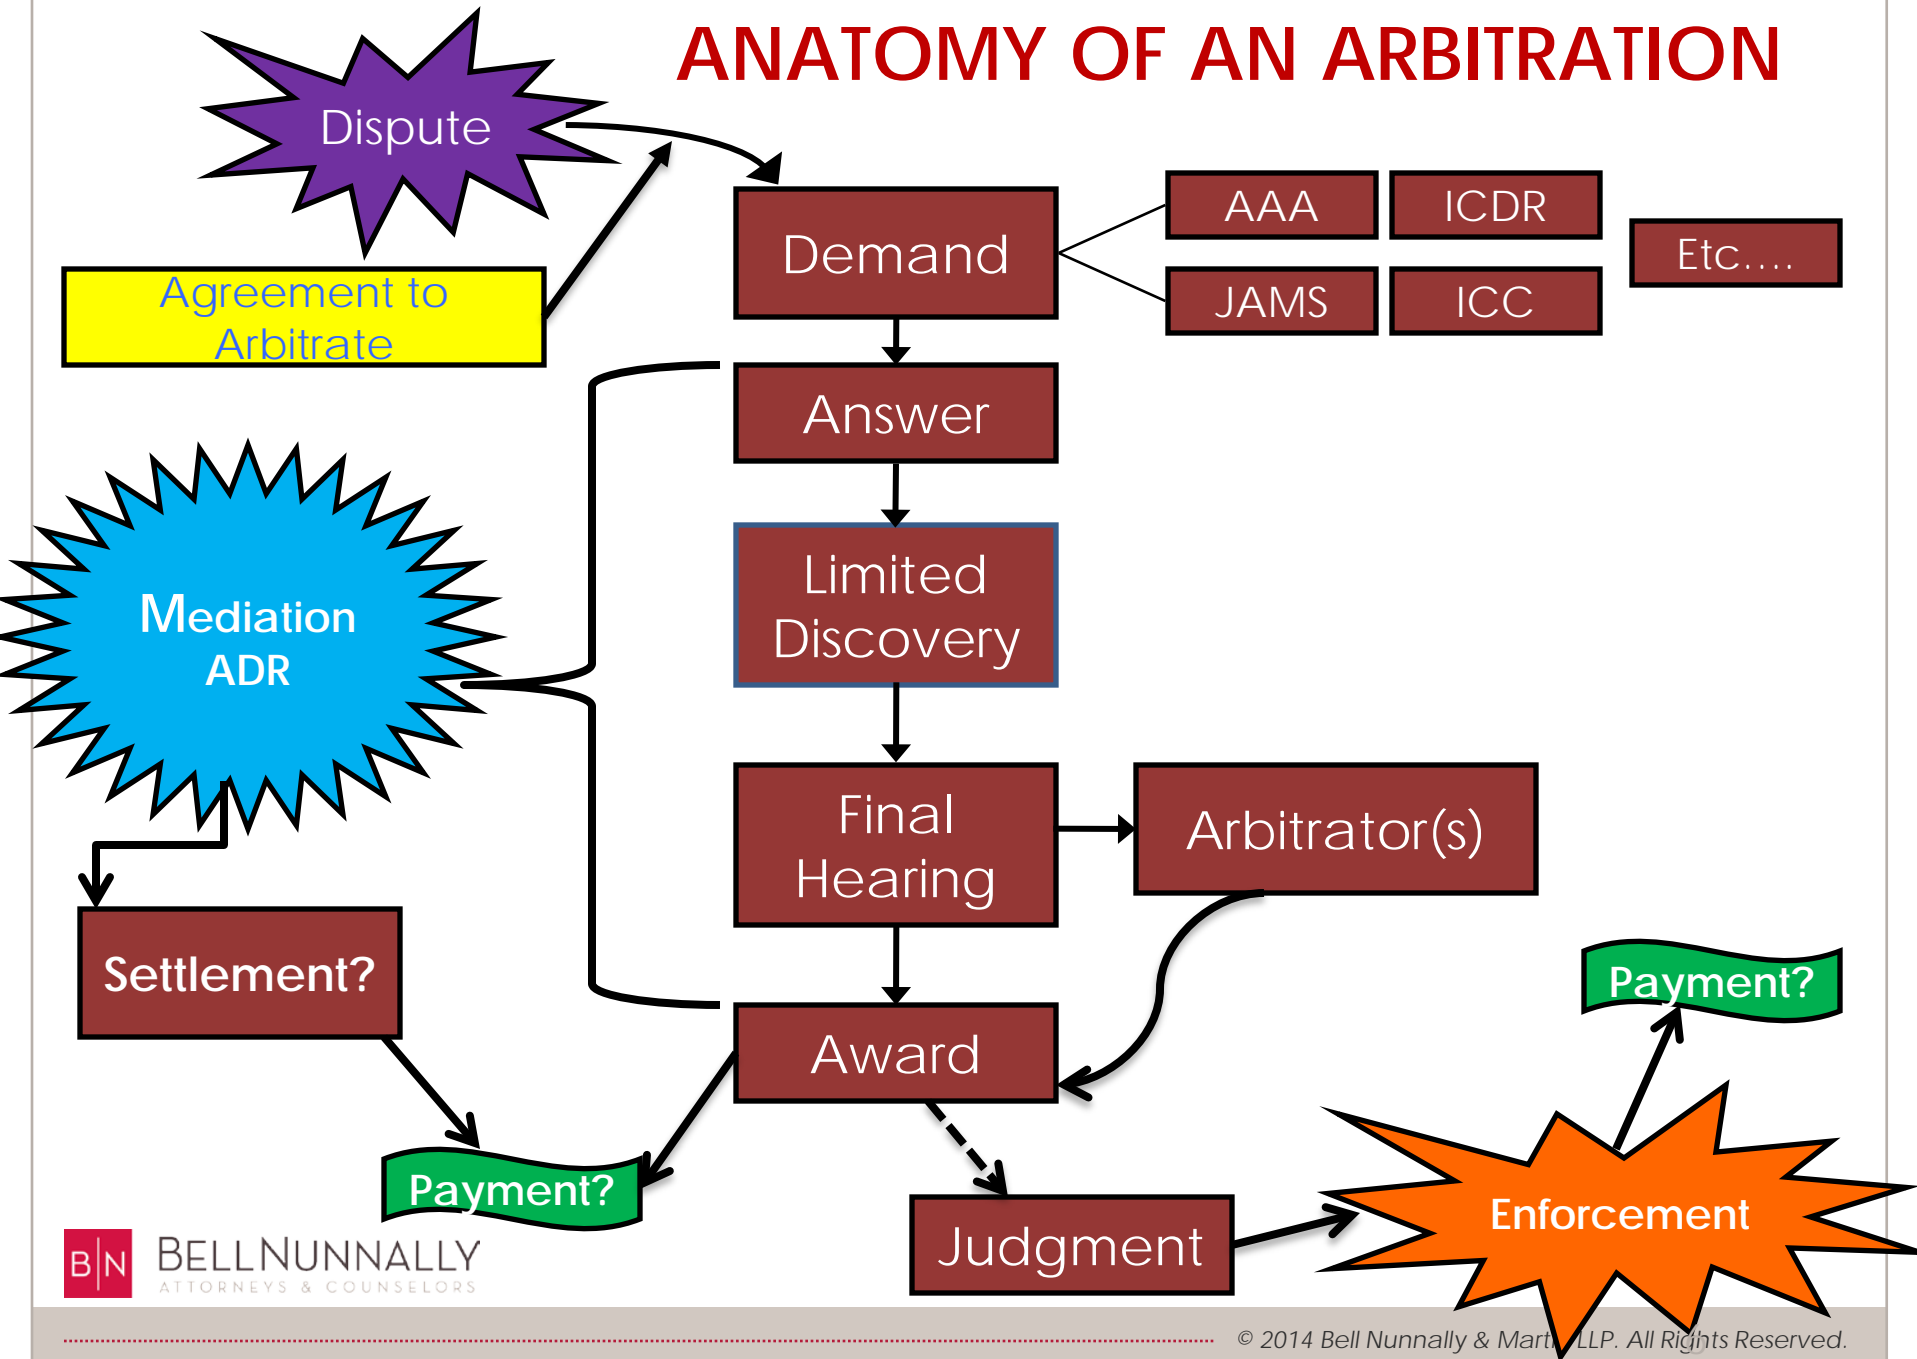 ANATOMY OF AN ARBITRATION
Dispute
Agreement to
Arbitrate
Demand
AAA
ICDR
JAMS
ICC
Etc....
Answer
Mediation
ADR
Limited
Discovery
Final
Hearing
Arbitrator(s)
Settlement?
Award
Payment?
Payment?
Judgment
Enforcement
B|N
BELLNUNNALLY
ATTORNEYS & COUNSELORS
© 2014 Bell Nunnally & LLP. All Rights Reserved.